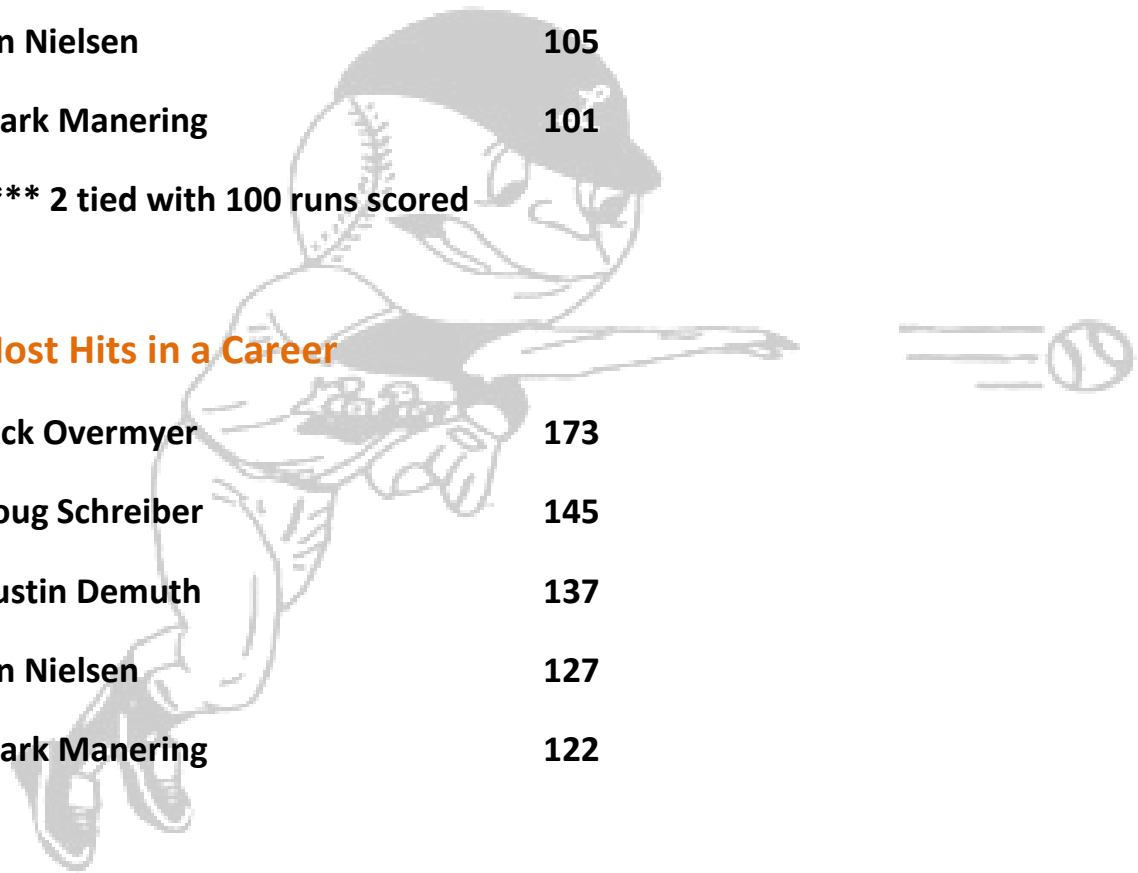 n Nielsen 105
ark Manering 101
** 2 tied with 100 runs scored
ost Hits in a Career
ck Overmyer 173
oug Schreiber 145
ustin Demuth 137
n Nielsen 127
ark Manering 122